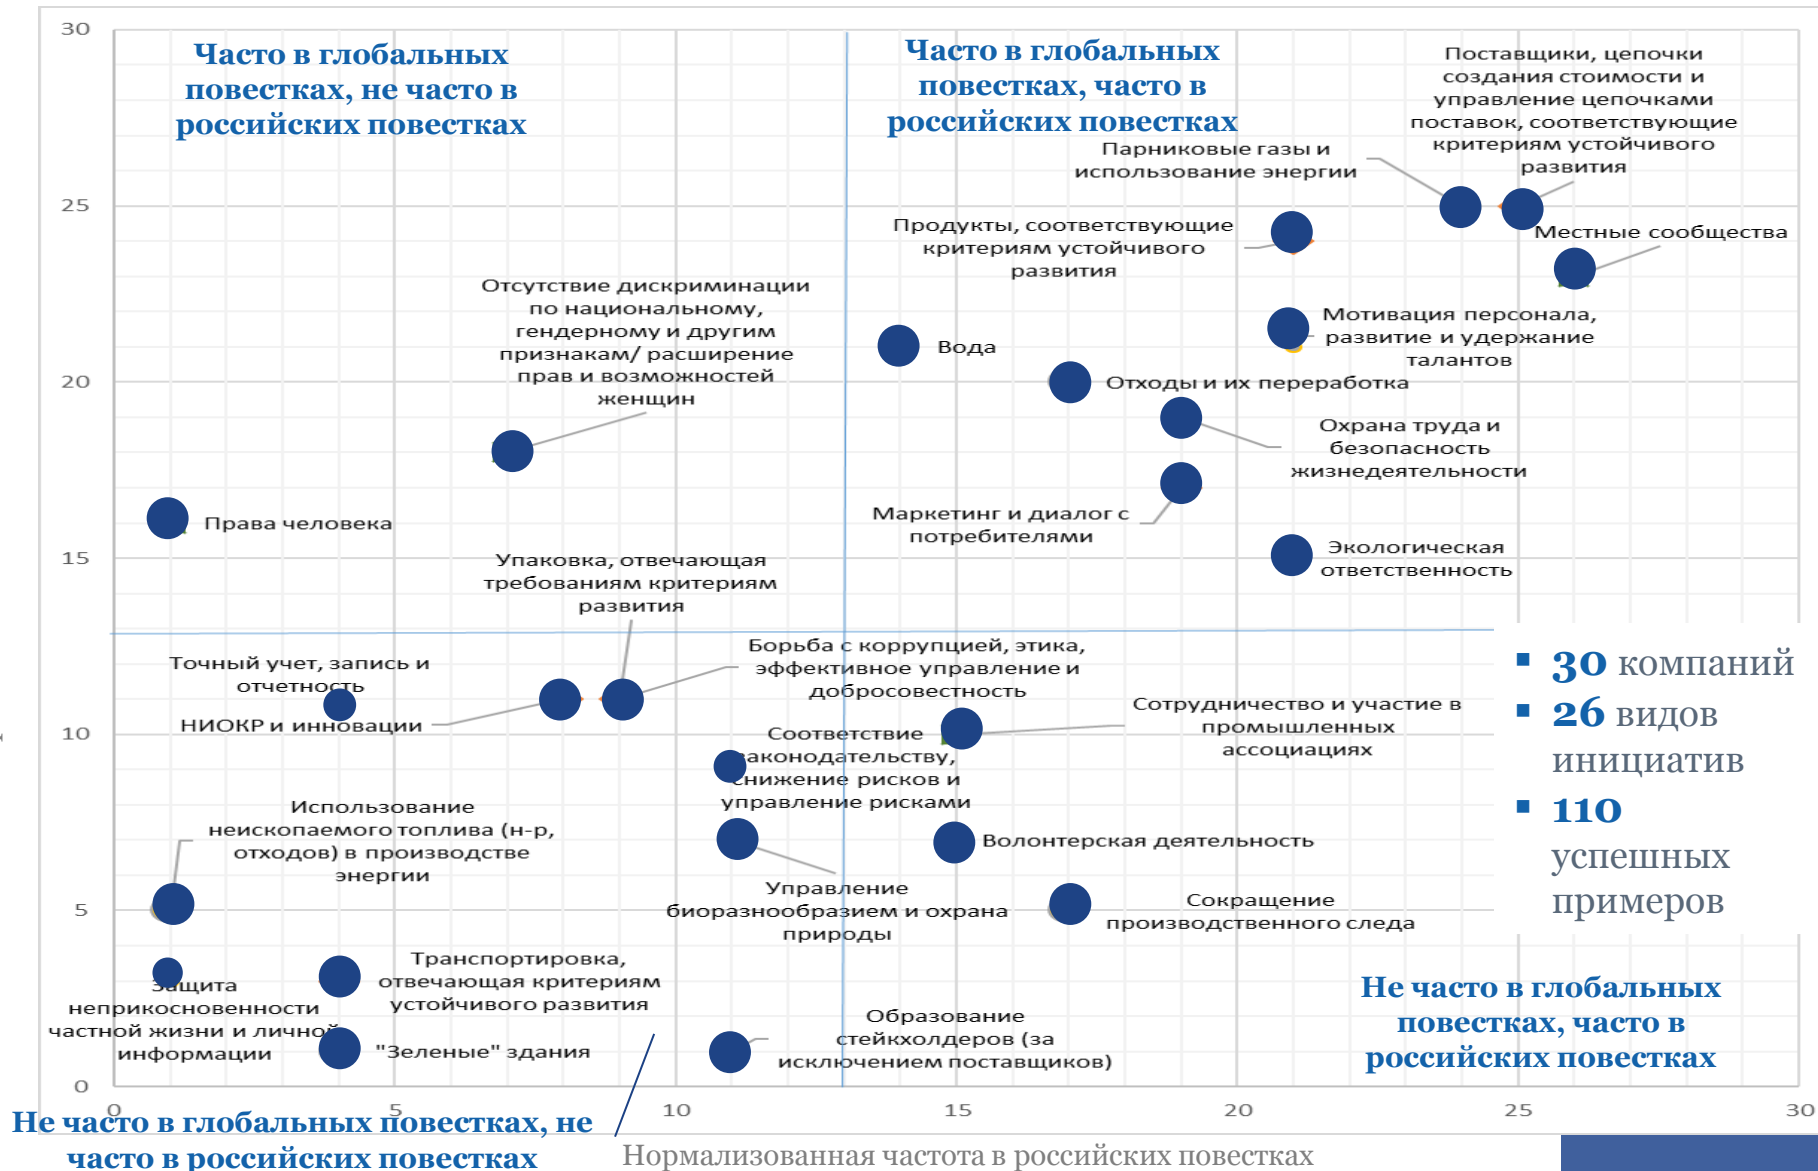 30
Часто в глобальных
повестках, не часто в
российских повестках
Часто в глобальных
повестках, часто в
российских повестках
Поставщики, цепочки
создания стоимости и
управление цепочками
поставок, соответствующие
критериям устойчивого
развития
Парниковые газы и
использование энергии
25
Продукты, соответствующие
критериям устойчивого
развития
Местные сообщества
Отсутствие дискриминации
по национальному,
гендерному и другим
признакам/ расширение
прав и возможностей
женщин
Мотивация персонала,
развитие и удержание
талантов
Вода
20
Отходы и их переработка
Охрана труда и
безопасность
жизнедеятельности
Права человека
Маркетинг и диалог с
потребителями
15
Упаковка, отвечающая
требованиям критериям
развития
Экологическая
ответственность
Точный учет, запись и
отчетность
НИОКР и инновации
Борьба с коррупцией, этика,
эффективное управление и
добросовестность
Сотрудничество и участие в
промышленных
ассоциациях
▪ 30 компаний
▪ 26 видов
инициатив
▪ 110
успешных
примеров
10
Соответствие
законодательству,
снижение рисков и
управление рисками
Использование
неископаемого топлива (н-р,
отходов) в производстве
энергии
Волонтерская деятельность
5
Управление
биоразнообразием и охрана
природы
Сокращение
производственного следа
Защита
неприкосновенности
частной жизни и личной
информации
Транспортировка,
отвечающая критериям
устойчивого развития
"Зеленые" здания
Образование
стейкхолдеров (за
исключением поставщиков)
Не часто в глобальных
повестках, часто в
российских повестках
0
0 5 10 15 20 25 30
Не часто в глобальных повестках, не
часто в российских повестках
Нормализованная частота в российских повестках